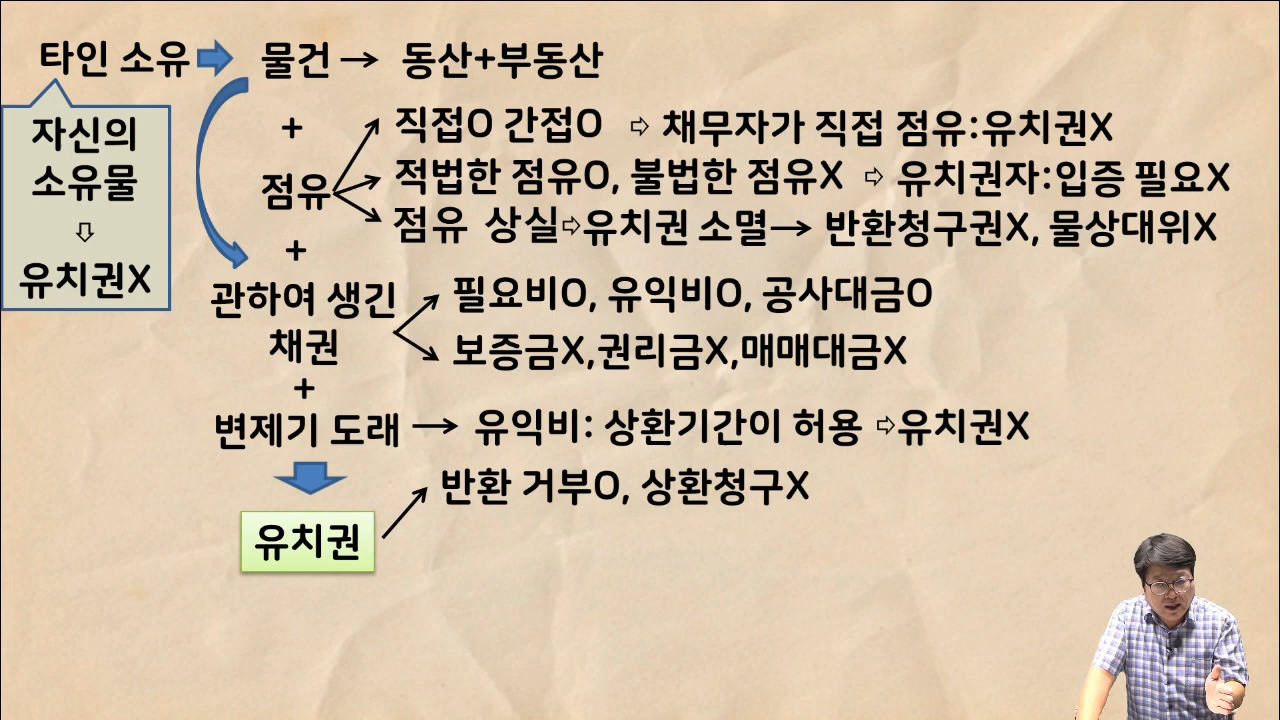 타인 소유 물건 → 동산+부동산
자신의
소유물
⇩
유치권X
+
점유
직접O 간접O ⇨ 채무자가 직접 점유:유치권X
적법한 점유O, 불법한 점유X ⇨ 유치권자:입증 필요X
점유 상실⇨유치권 소멸→ 반환청구권X, 물상대위X
+
관하여 생긴
채권
필요비O, 유익비O, 공사대금O
보증금X,권리금X,매매대금X
+
변제기 도래 → 유익비: 상환기간이 허용 ⇨유치권X
반환 거부O, 상환청구X
유치권